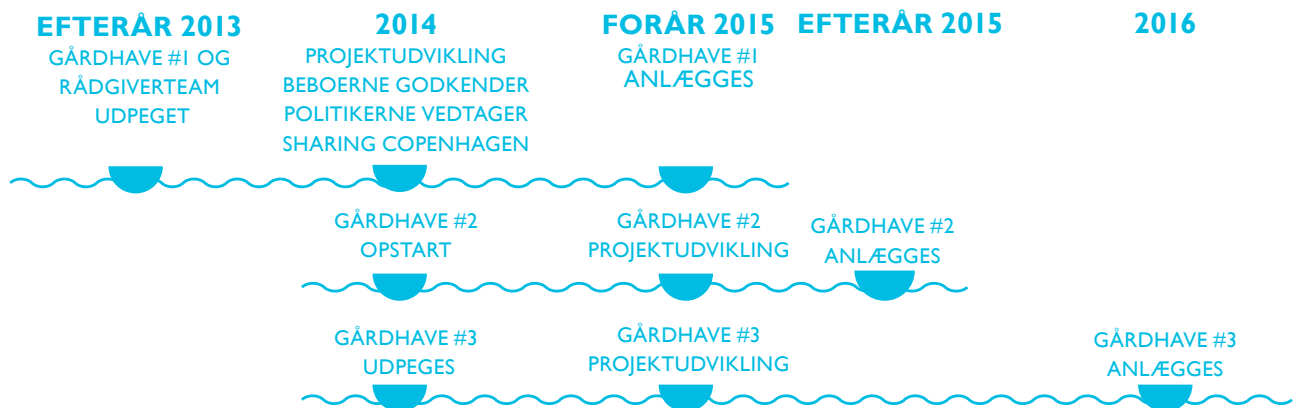 EFTERÅR 2013
GÅRDHAVE #1 OG
RÅDGIVERTEAM
UDPEGET
2014
PROJEKTUDVIKLING
BEBOERNE GODKENDER
POLITIKERNE VEDTAGER
SHARING COPENHAGEN
FORÅR 2015
GÅRDHAVE #1
ANLÆGGES
EFTERÅR 2015
2016
GÅRDHAVE #2
OPSTART
GÅRDHAVE #2
PROJEKTUDVIKLING
GÅRDHAVE #2
ANLÆGGES
GÅRDHAVE #3
UDPEGES
GÅRDHAVE #3
PROJEKTUDVIKLING
GÅRDHAVE #3
ANLÆGGES